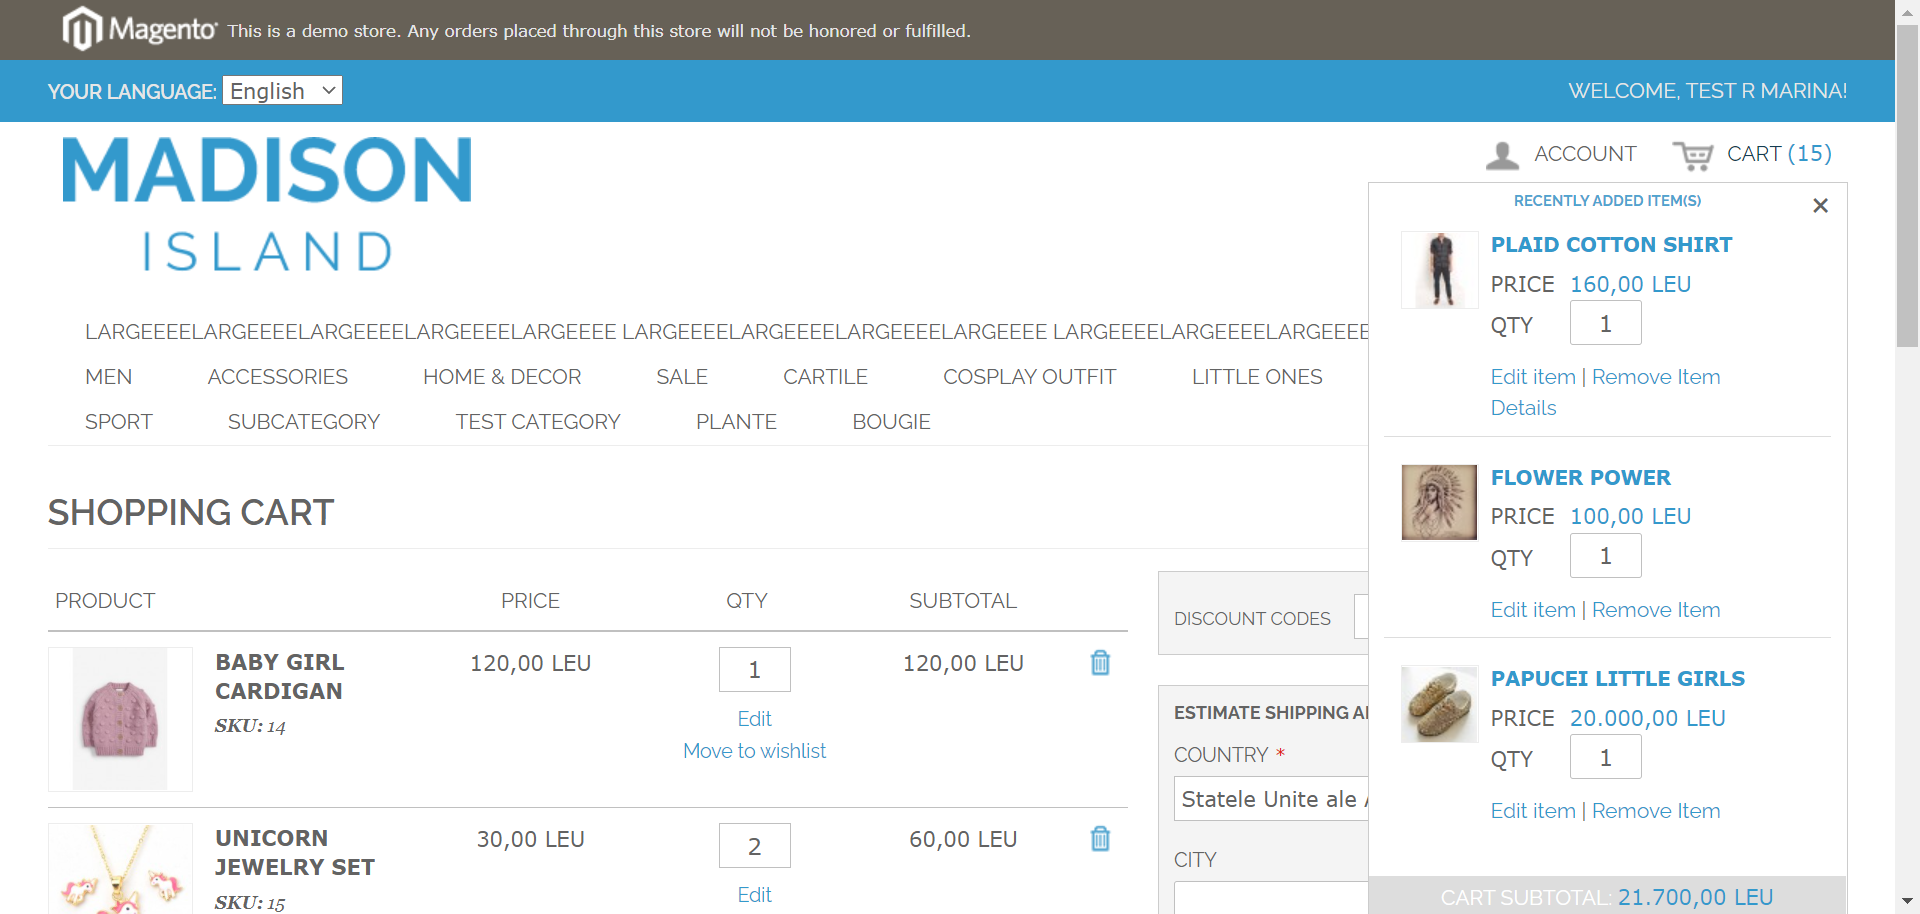 Magento
This is a demo store. Any orders placed through this store will not be honored or fulfilled.
YOUR LANGUAGE: English
WELCOME, TEST R MARINA!
MADISON
ISLAND
ACCOUNT
CART (15)
LARGEEEELARGEEEELARGEEEELARGEEEELARGEEEE LARGEEEELARGEEEELARGEEEELARGEEEE LARGEEEELARGEEEELARGEEEE
MEN ACCESSORIES HOME & DECOR SALE CARTILE COSPLAY OUTFIT LITTLE ONES
SPORT SUBCATEGORY TEST CATEGORY PLANTE BOUGIE
SHOPPING CART
PRODUCT PRICE QTY SUBTOTAL
BABY GIRL
CARDIGAN
SKU: 14
120,00 LEU
1
Edit
Move to wishlist
120,00 LEU
UNICORN
JEWELRY SET
SKU: 15
30,00 LEU
2
Edit
60,00 LEU
DISCOUNT CODES
ESTIMATE SHIPPING
COUNTRY *
Statele Unite ale
CITY
RECENTLY ADDED ITEM(S)
×
PLAID COTTON SHIRT
PRICE 160,00 LEU
QTY 1
Edit item | Remove Item
Details
FLOWER POWER
PRICE 100,00 LEU
QTY 1
Edit item | Remove Item
PAPUCEI LITTLE GIRLS
PRICE 20.000,00 LEU
QTY 1
Edit item | Remove Item
CART SUBTOTAL: 21.700,00 LEU